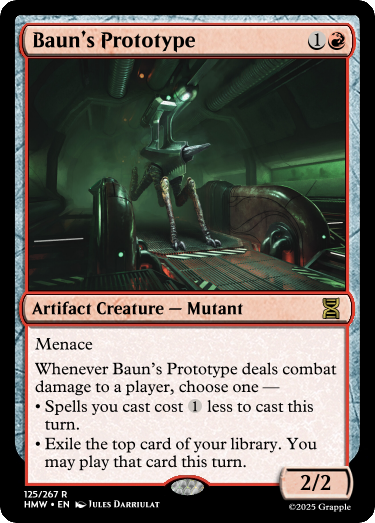 Baun's Prototype 1
Artifact Creature — Mutant
Menace
Whenever Baun's Prototype deals combat
damage to a player, choose one —
• Spells you cast cost 1 less to cast this
turn.
• Exile the top card of your library. You
may play that card this turn.
2/2
125/267 R
HMW • EN Jules Darriulat
©2025 Grapple